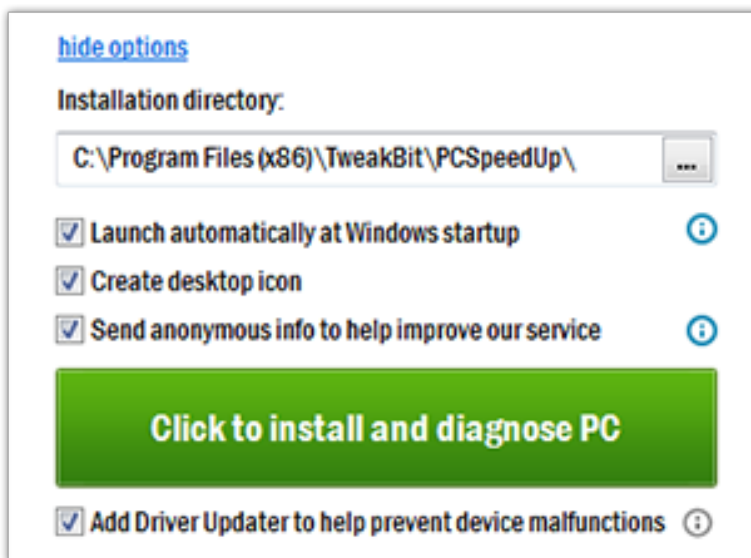 hide options
Installation directory:
C:\Program Files (x86)\TweakBit\PCSpeedUp\ ...
Launch automatically at Windows startup
Create desktop icon
Send anonymous info to help improve our service
Click to install and diagnose PC
Add Driver Updater to help prevent device malfunctions